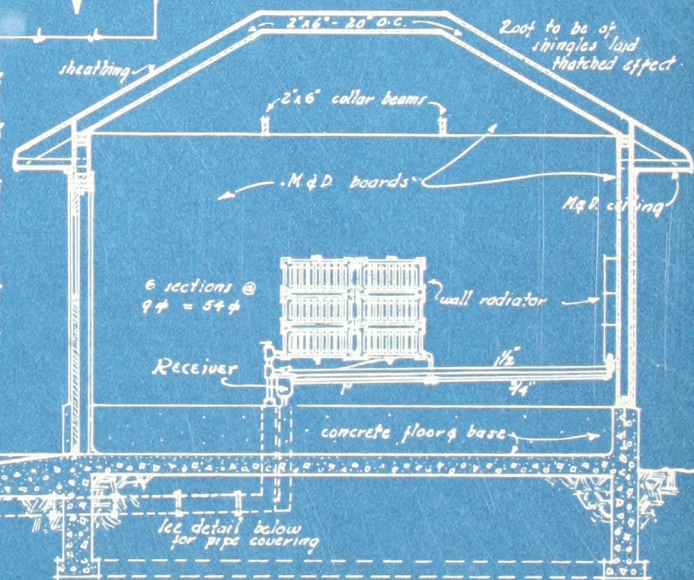 2"x6" - 20" O.C.
Roof to be of
shingles laid
thatched effect.
sheathing
2"x6" collar beams
M & D. boards
M & D. ceiling
6 sections @
9 ϕ = 54 ϕ
wall radiator
RECEIVER
1½"
¾"
concrete floor & base
See detail below
for pipe covering